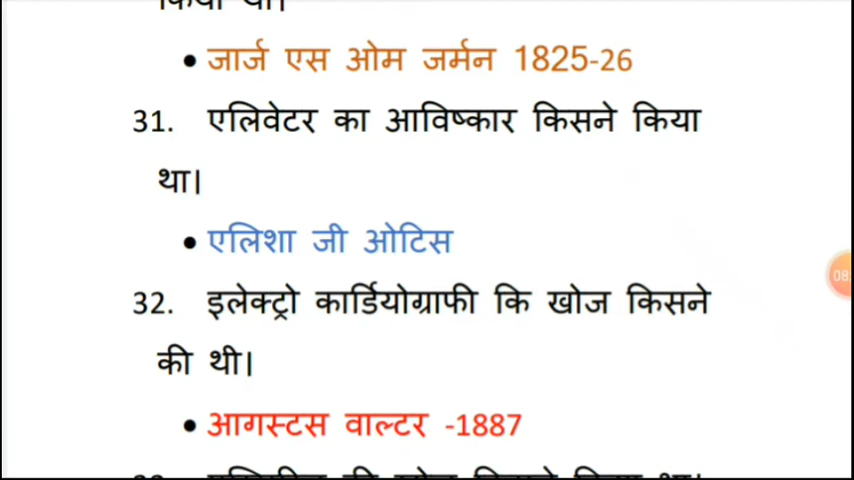 किया था।
• जार्ज एस ओम जर्मन 1825-26
31. एलिवेटर का आविष्कार किसने किया
था।
• एलिशा जी ओटिस
32. इलेक्ट्रो कार्डियोग्राफी कि खोज किसने
की थी।
• आगस्टस वाल्टर -1887